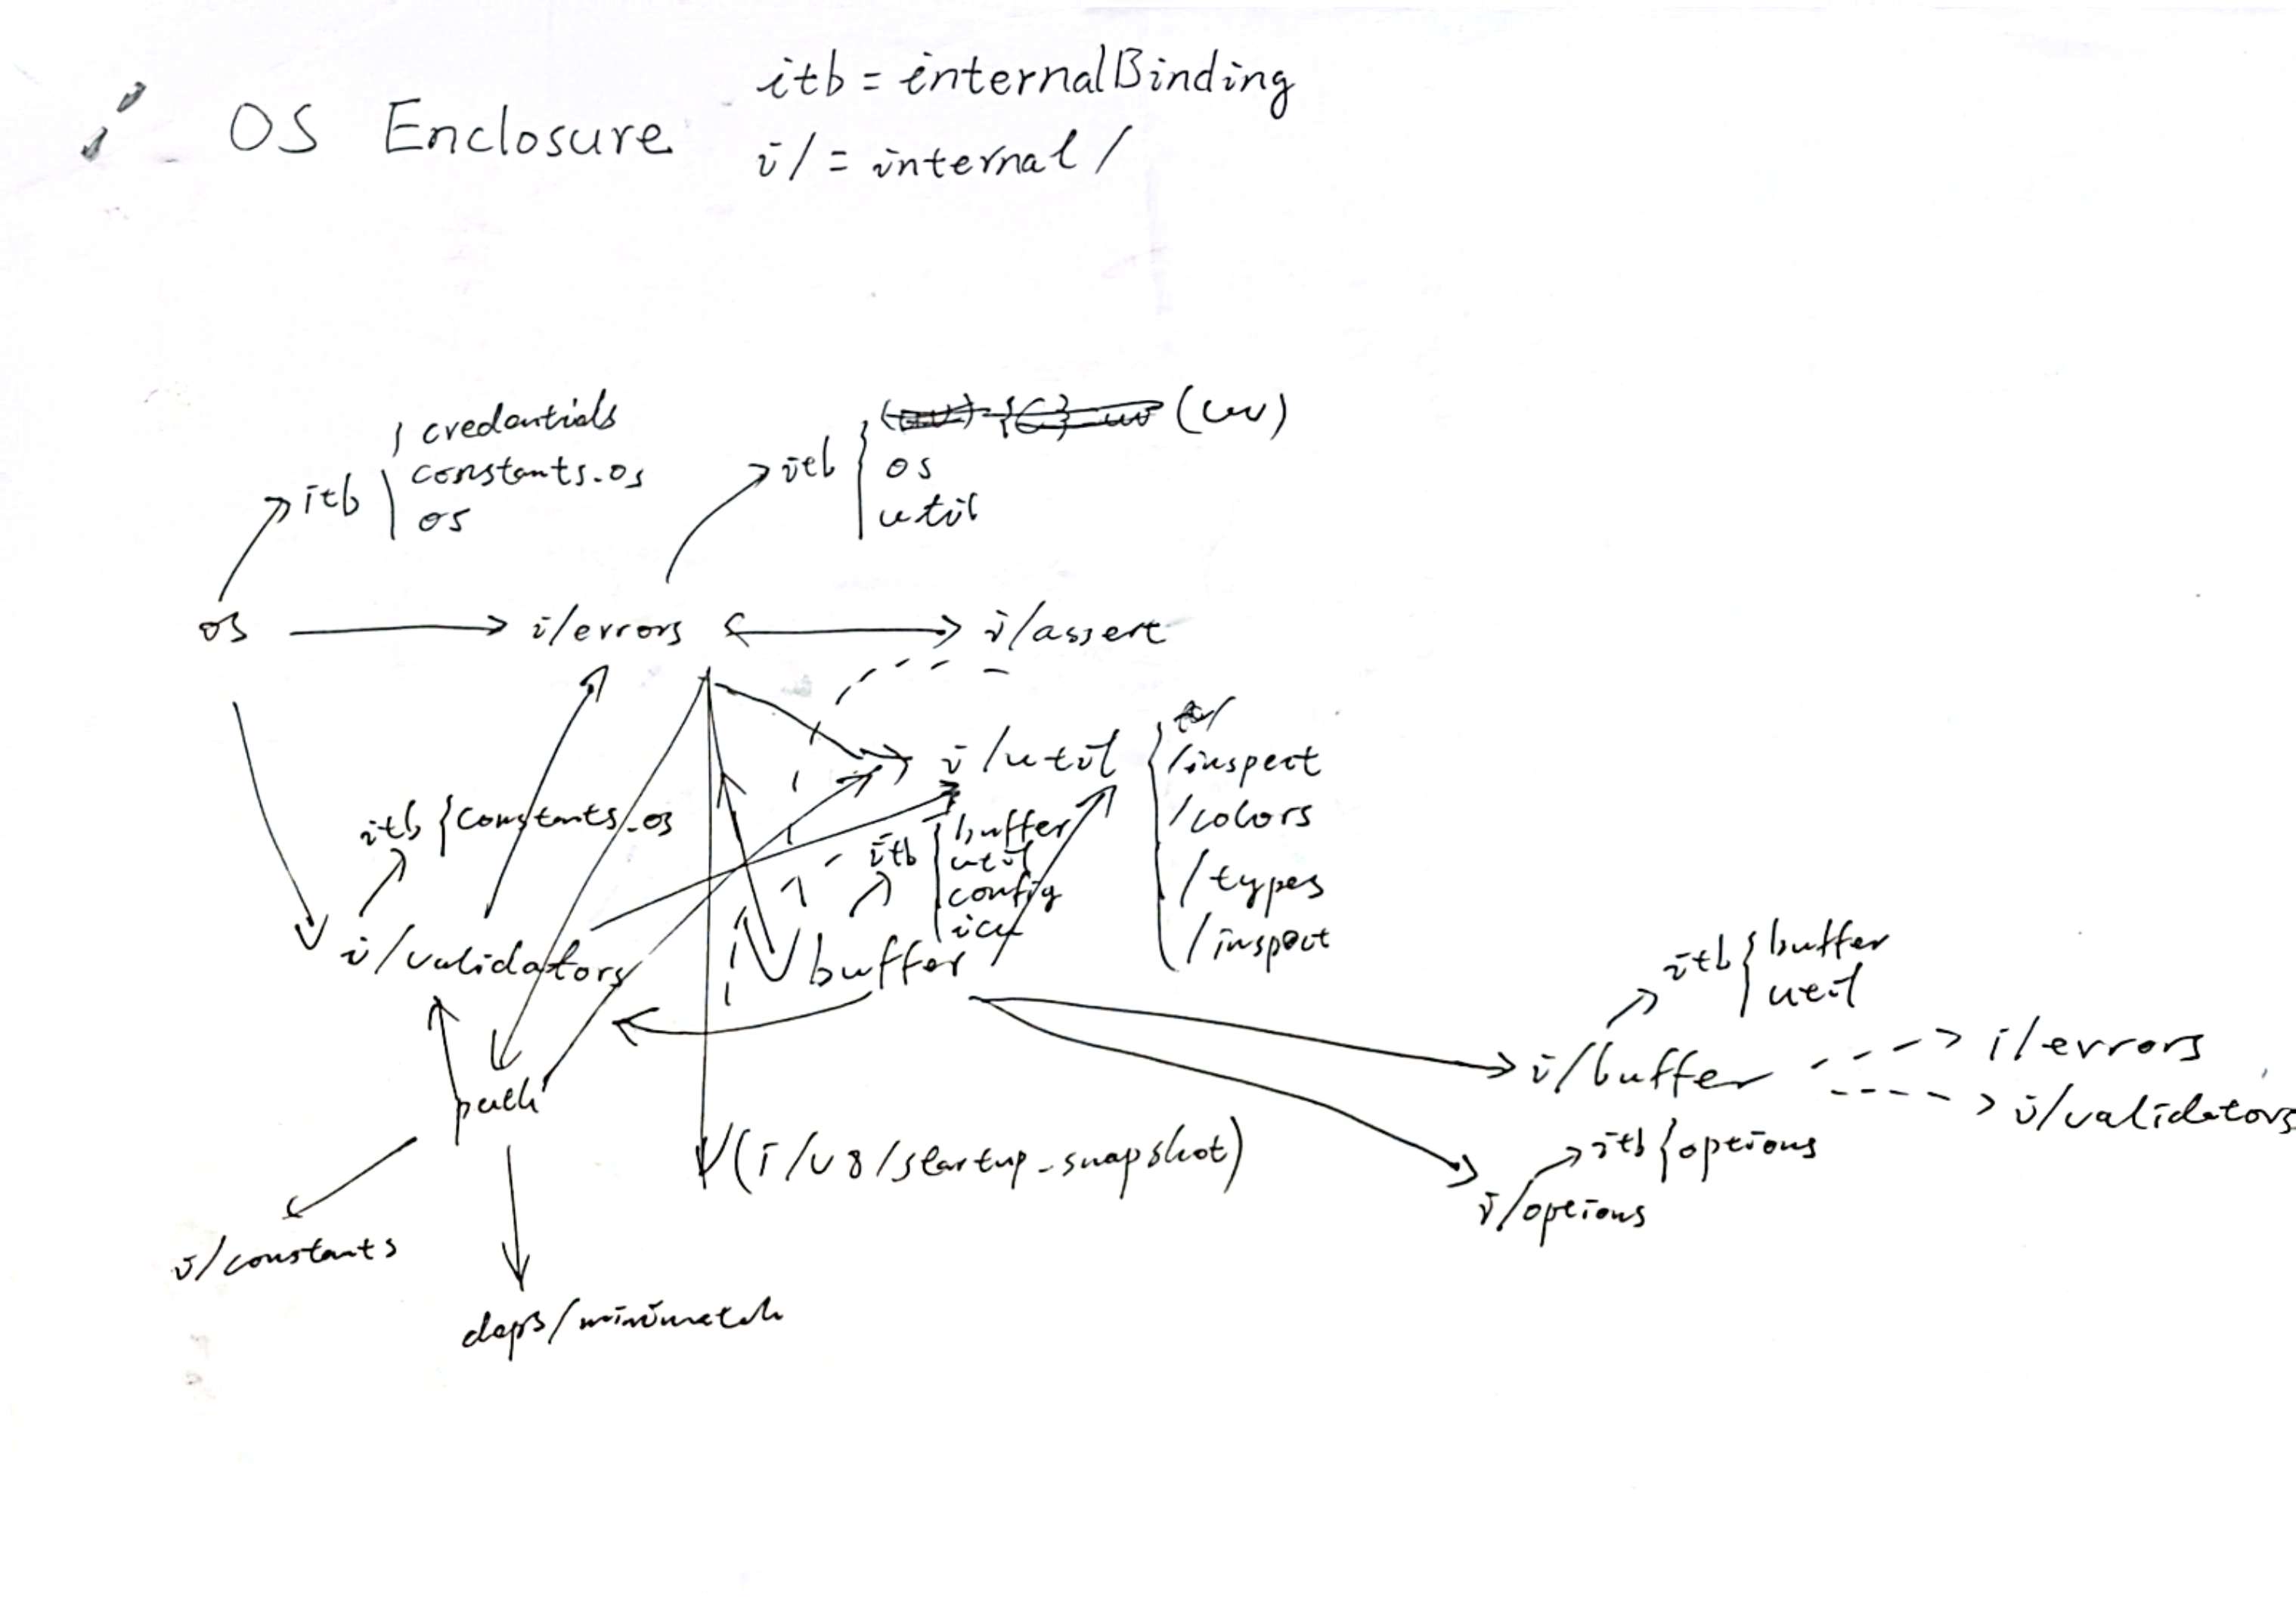 OS Enclosure
itb = internalBinding
i/ = internal/
itb { credentials
constants.os
os
itb { (uv)
os
util
os
i/errors
i/assert
i/util { /inspect
/colors
/types
/inspect
itb { constants.os
itb { buffer
util
config
icu
i/validators
buffer
itb { buffer
util
i/buffer
i/errors
i/validators
path
(i/v8/startup_snapshot)
itb { options
i/options
i/constants
deps/minimatch